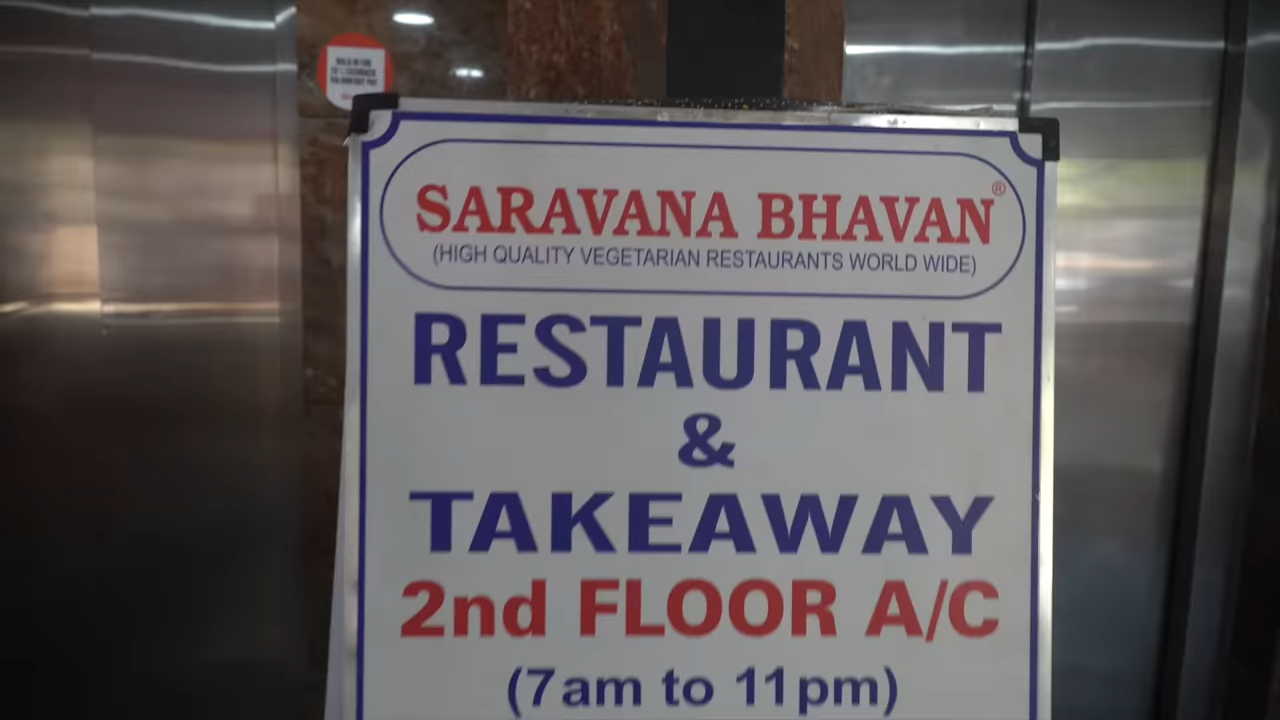 SARAVANA BHAVAN®
(HIGH QUALITY VEGETARIAN RESTAURANTS WORLD WIDE)
RESTAURANT
&
TAKEAWAY
2nd FLOOR A/C
(7am to 11pm)